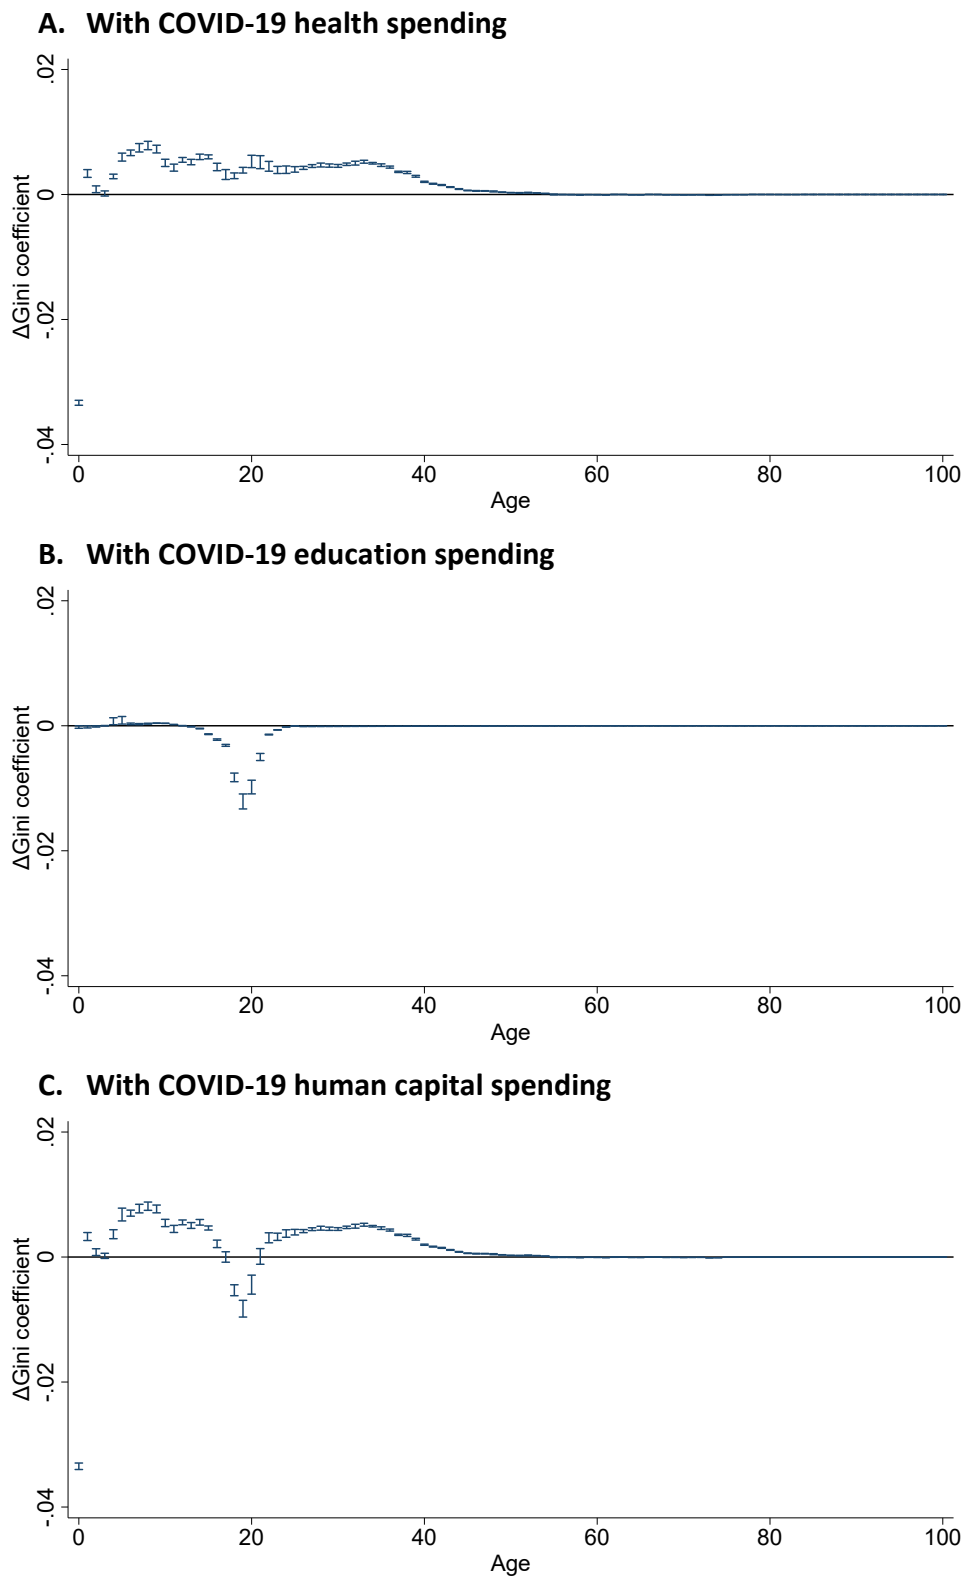 A. With COVID-19 health spending
.02
0
-.02
-.04
ΔGini coefficient
0 20 40 60 80 100
Age
B. With COVID-19 education spending
.02
0
-.02
-.04
ΔGini coefficient
0 20 40 60 80 100
Age
C. With COVID-19 human capital spending
.02
0
-.02
-.04
ΔGini coefficient
0 20 40 60 80 100
Age